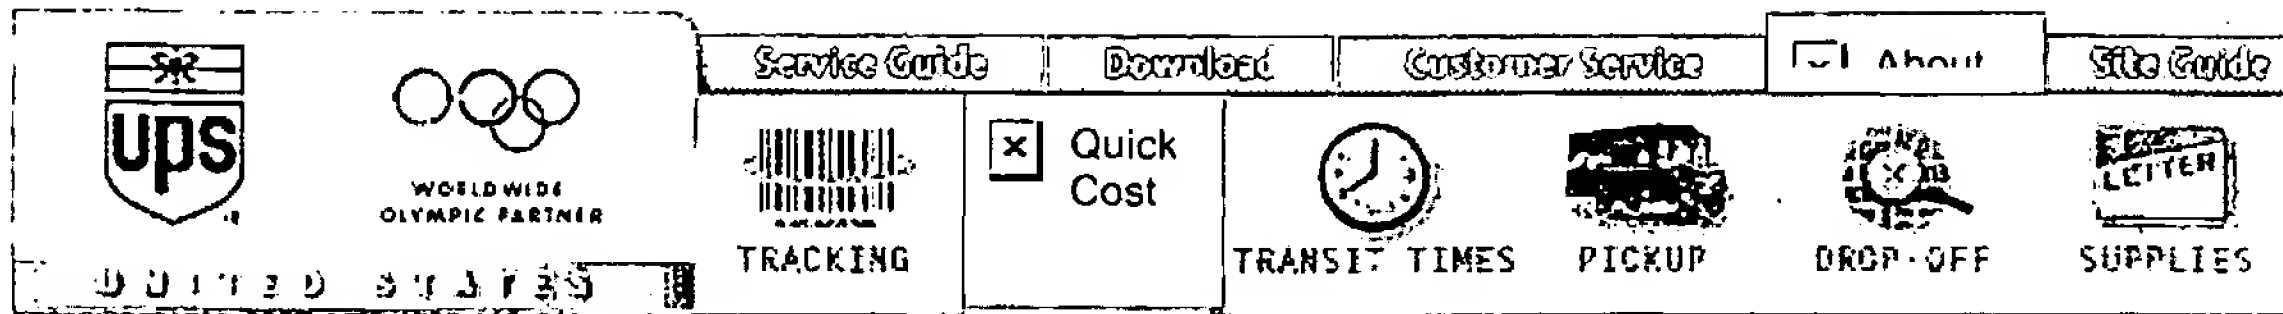 Service Guide
Download
Customer Service
About
Site Guide
ups
WORLDWIDE
OLYMPIC PARTNER
UNITED STATES
TRACKING
Quick
Cost
TRANSIT TIMES
PICKUP
DROP-OFF
LETTER
SUPPLIES